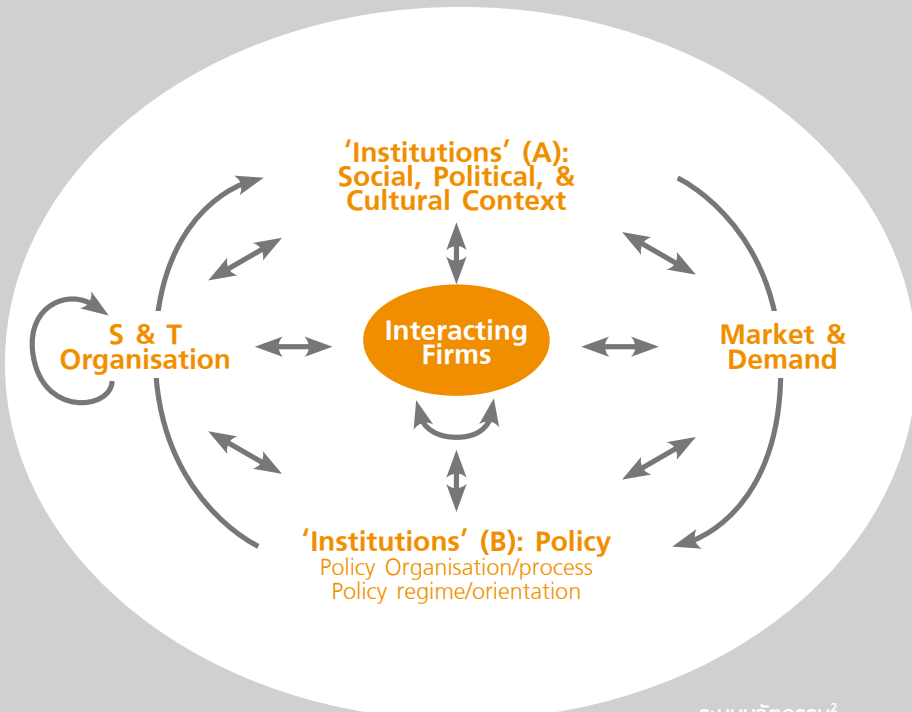 ‘Institutions’ (A):
Social, Political, &
Cultural Context
S & T
Organisation
Interacting
Firms
Market &
Demand
‘Institutions’ (B): Policy
Policy Organisation/process
Policy regime/orientation